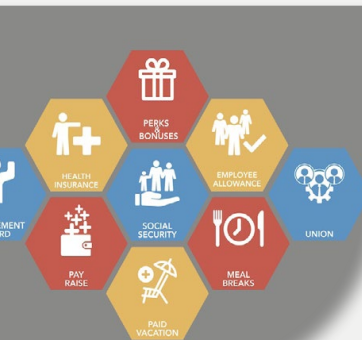 PERKS
&
BONUSES
HEALTH
INSURANCE
EMPLOYEE
ALLOWANCE
SOCIAL
SECURITY
UNION
PAY
RAISE
MEAL
BREAKS
PAID
VACATION